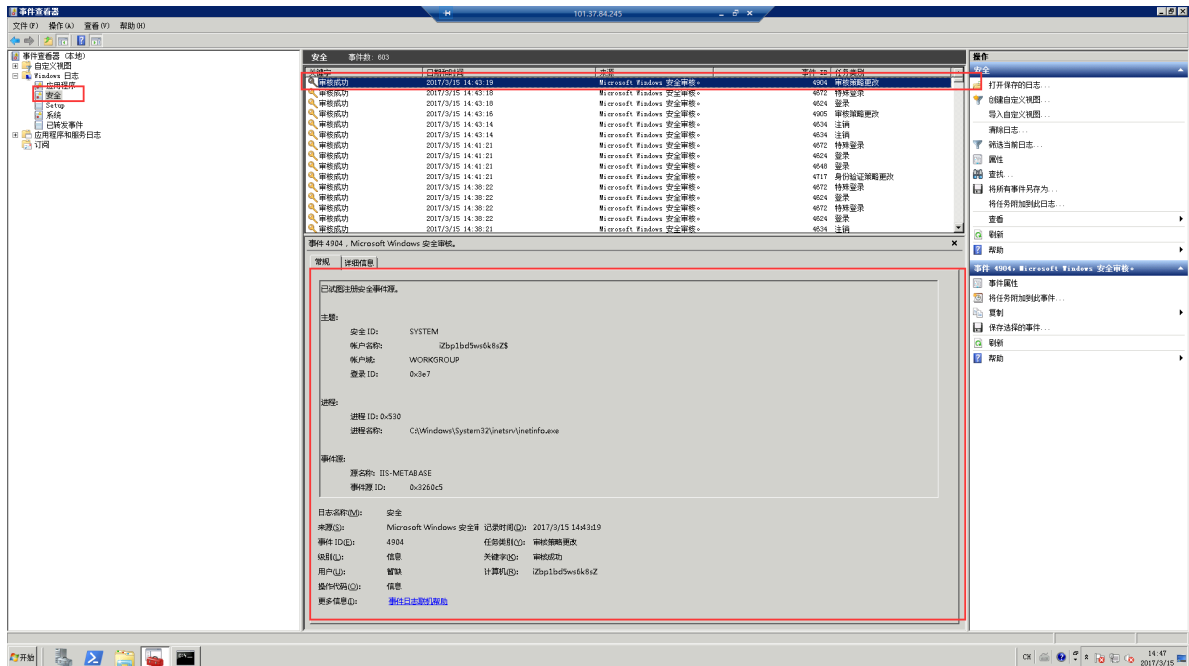 事件查看器
101.37.84.245
文件(F) 操作(A) 查看(V) 帮助(H)
事件查看器 (本地)
自定义视图
Windows 日志
应用程序
安全
Setup
系统
已转发事件
应用程序和服务日志
订阅
安全 事件数: 603
关键字 日期和时间 来源 事件 ID 任务类别
审核成功 2017/3/15 14:43:19 Microsoft Windows 安全审核。 4904 审核策略更改
审核成功 2017/3/15 14:43:18 Microsoft Windows 安全审核。 4672 特殊登录
审核成功 2017/3/15 14:43:18 Microsoft Windows 安全审核。 4624 登录
审核成功 2017/3/15 14:43:16 Microsoft Windows 安全审核。 4905 审核策略更改
审核成功 2017/3/15 14:43:14 Microsoft Windows 安全审核。 4634 注销
审核成功 2017/3/15 14:43:14 Microsoft Windows 安全审核。 4634 注销
审核成功 2017/3/15 14:41:21 Microsoft Windows 安全审核。 4672 特殊登录
审核成功 2017/3/15 14:41:21 Microsoft Windows 安全审核。 4624 登录
审核成功 2017/3/15 14:41:21 Microsoft Windows 安全审核。 4648 登录
审核成功 2017/3/15 14:41:21 Microsoft Windows 安全审核。 4717 身份验证策略更改
审核成功 2017/3/15 14:38:22 Microsoft Windows 安全审核。 4672 特殊登录
审核成功 2017/3/15 14:38:22 Microsoft Windows 安全审核。 4624 登录
审核成功 2017/3/15 14:38:22 Microsoft Windows 安全审核。 4672 特殊登录
审核成功 2017/3/15 14:38:22 Microsoft Windows 安全审核。 4624 登录
审核成功 2017/3/15 14:38:21 Microsoft Windows 安全审核。 4634 注销
事件 4904，Microsoft Windows 安全审核。
常规 详细信息
已试图注册安全事件源。
主题:
安全 ID: SYSTEM
帐户名称: iZbp1bd5ws6k8sZ$
帐户域: WORKGROUP
登录 ID: 0x3e7
进程:
进程 ID: 0x530
进程名称: C:\Windows\System32\inetsrv\inetinfo.exe
事件源:
源名称: IIS-METABASE
事件源 ID: 0x3260c5
日志名称(M): 安全
来源(S): Microsoft Windows 安全审 记录时间(D): 2017/3/15 14:43:19
事件 ID(E): 4904 任务类别(Y): 审核策略更改
级别(L): 信息 关键字(K): 审核成功
用户(U): 暂缺 计算机(R): iZbp1bd5ws6k8sZ
操作代码(O): 信息
更多信息(I): 事件日志联机帮助
操作
安全
打开保存的日志...
创建自定义视图...
导入自定义视图...
清除日志...
筛选当前日志...
属性
查找...
将所有事件另存为...
将任务附加到此日志...
查看
刷新
帮助
事件 4904，Microsoft Windows 安全审核。
事件属性
将任务附加到此事件...
复制
保存选择的事件...
刷新
帮助
开始
CH
14:47
2017/3/15